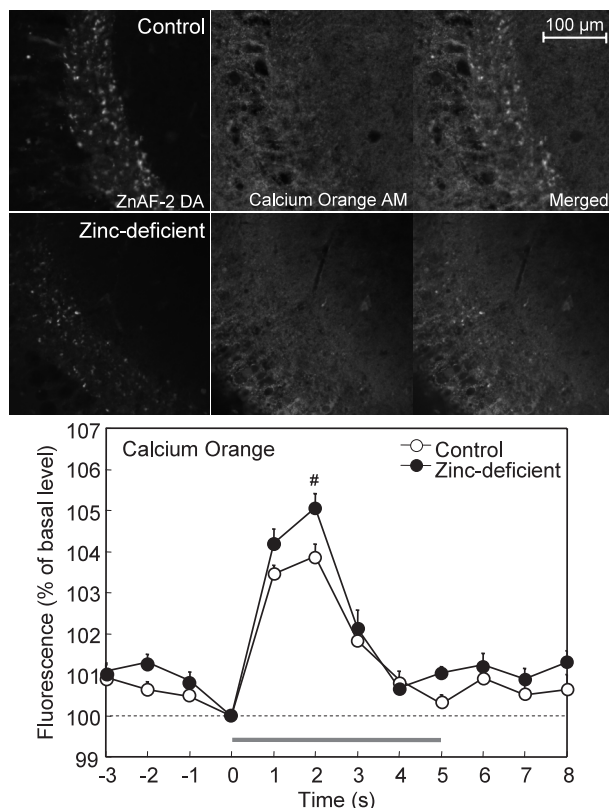 Control
100 µm
ZnAF-2 DA
Calcium Orange AM
Merged
Zinc-deficient
107
106
105
104
103
102
101
100
99
Fluorescence (% of basal level)
Calcium Orange
Control
Zinc-deficient
#
-3 -2 -1 0 1 2 3 4 5 6 7 8
Time (s)